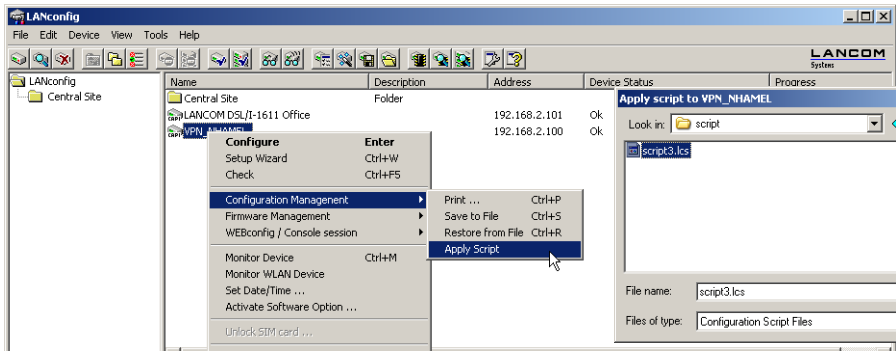 LANconfig
File Edit Device View Tools Help
LANCOM
Systems
LANconfig
Central Site
Name Description Address Device Status Progress
Central Site Folder
LANCOM DSL/I-1611 Office 192.168.2.101 Ok
VPN_NHAMEL 192.168.2.100 Ok
Configure Enter
Setup Wizard Ctrl+W
Check Ctrl+F5
Configuration Management
Firmware Management
WEBconfig / Console session
Monitor Device Ctrl+M
Monitor WLAN Device
Set Date/Time ...
Activate Software Option ...
Unlock SIM card ...
Print ... Ctrl+P
Save to File Ctrl+S
Restore from File Ctrl+R
Apply Script
Apply script to VPN_NHAMEL
Look in: script
script3.lcs
File name: script3.lcs
Files of type: Configuration Script Files